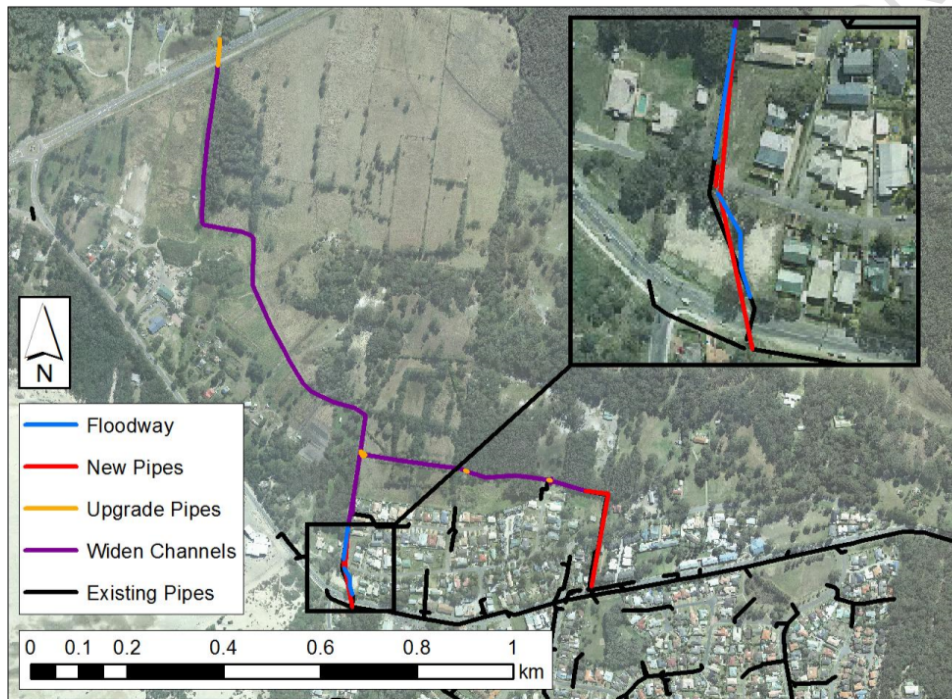 N
Floodway
New Pipes
Upgrade Pipes
Widen Channels
Existing Pipes
0 0.1 0.2 0.4 0.6 0.8 1
km